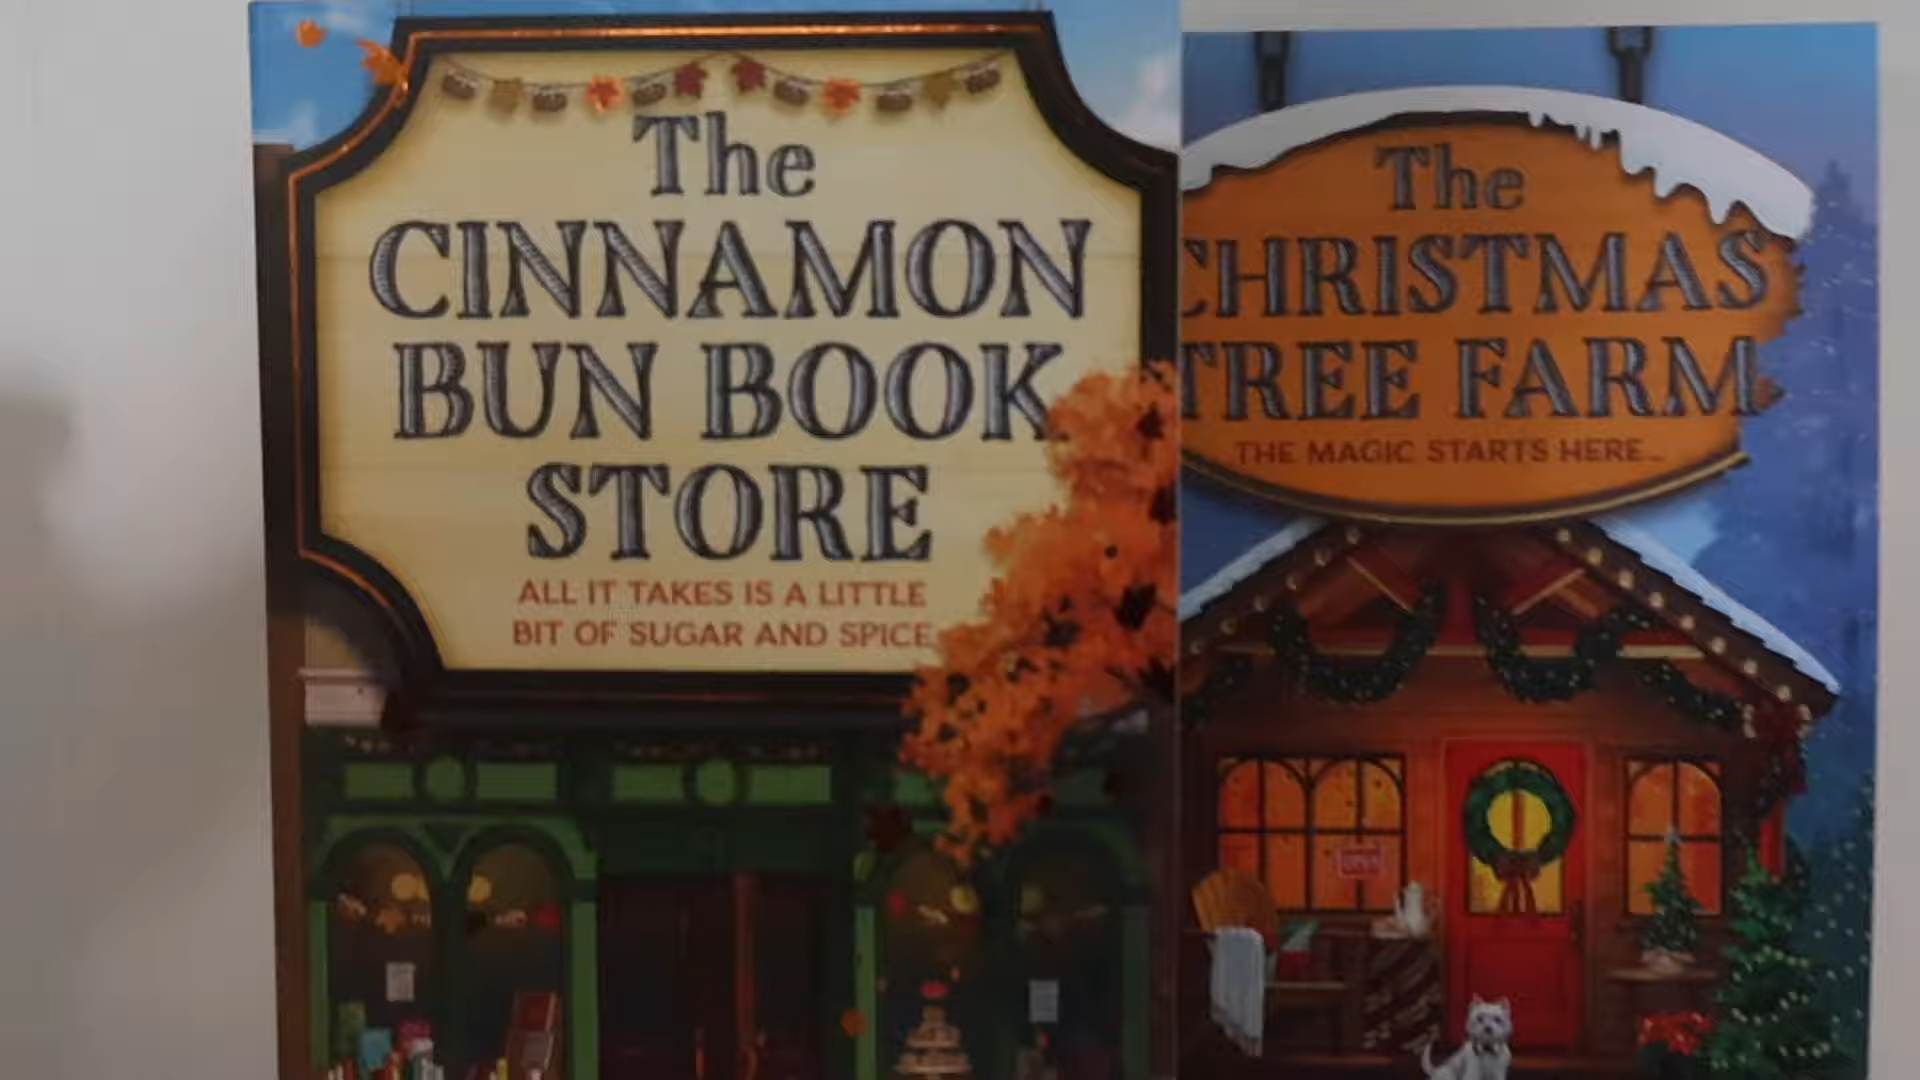 The
CINNAMON
BUN BOOK
STORE
ALL IT TAKES IS A LITTLE
BIT OF SUGAR AND SPICE
The
CHRISTMAS
TREE FARM
THE MAGIC STARTS HERE...
OPEN